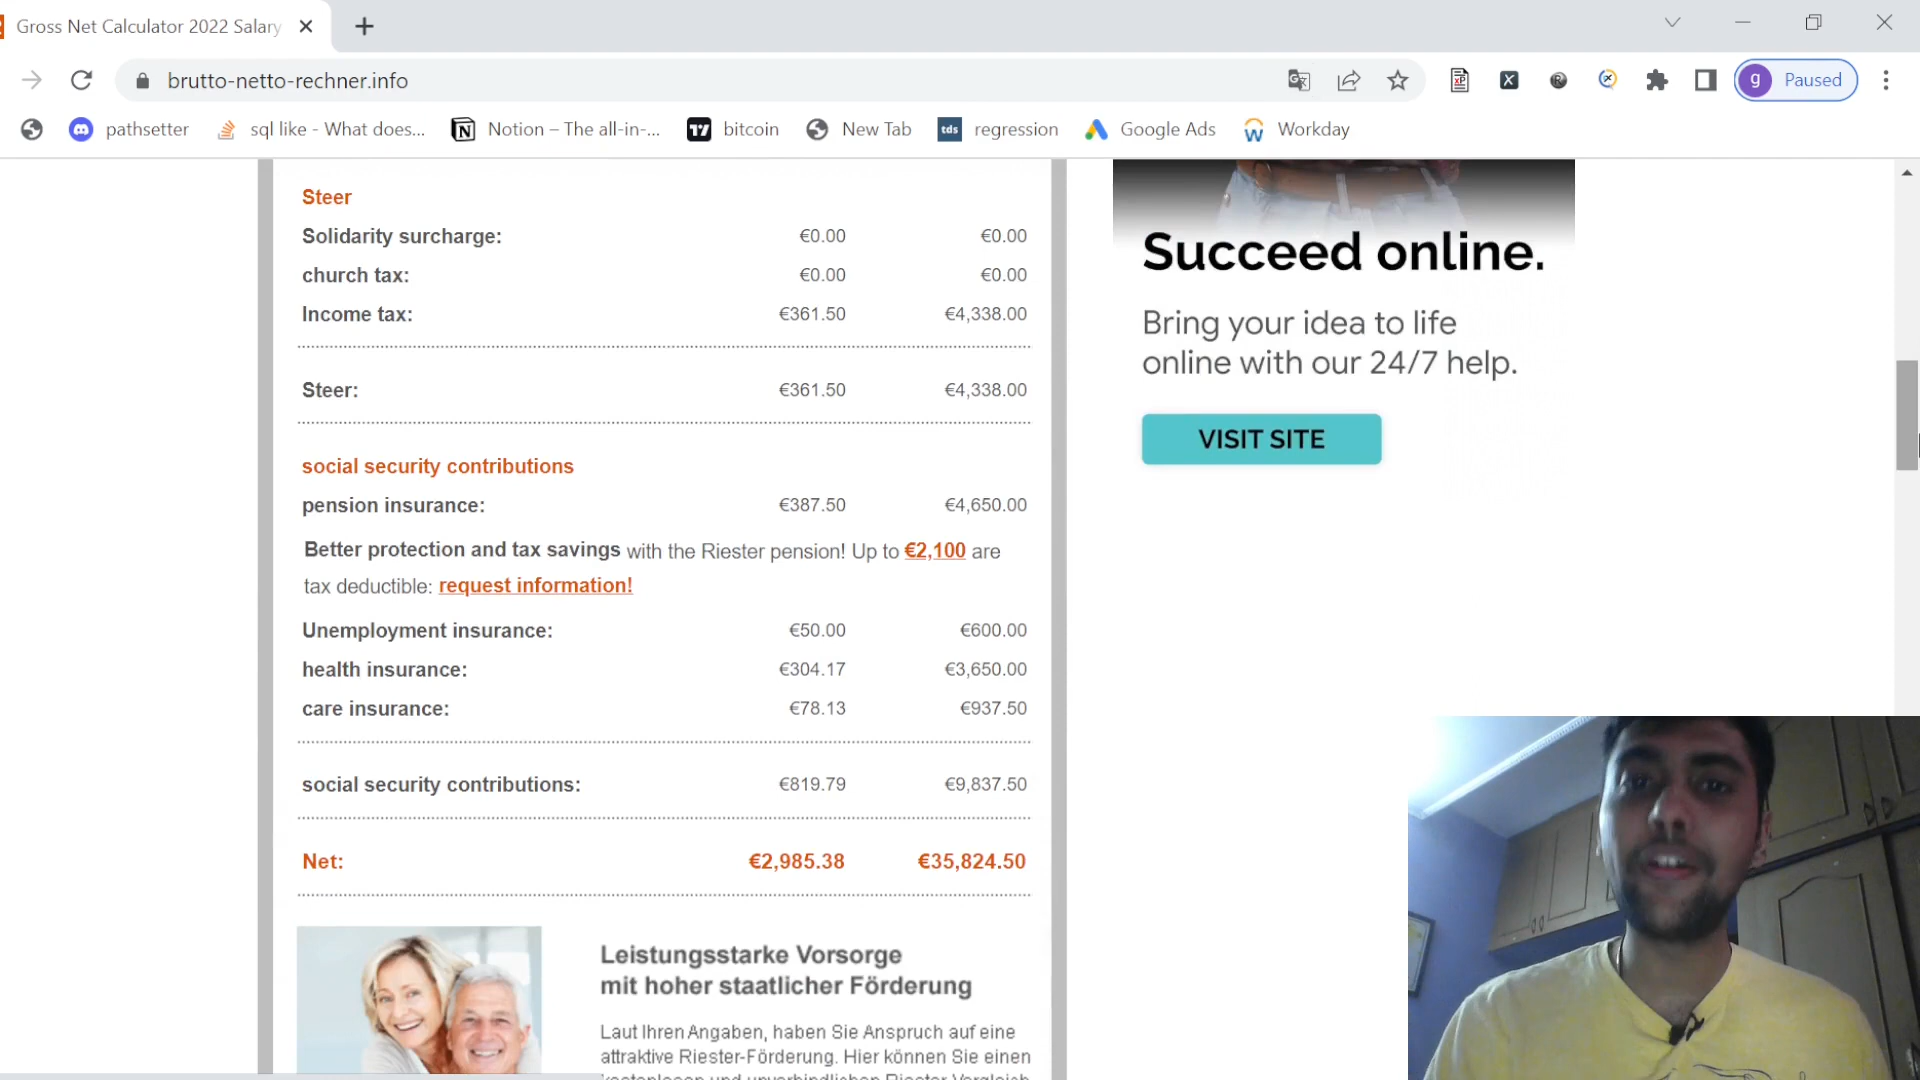 Gross Net Calculator 2022 Salary
brutto-netto-rechner.info
g Paused
pathsetter sql like - What does... Notion – The all-in-... bitcoin New Tab tds regression Google Ads Workday
Steer
Solidarity surcharge: €0.00 €0.00
church tax: €0.00 €0.00
Income tax: €361.50 €4,338.00
Steer: €361.50 €4,338.00
social security contributions
pension insurance: €387.50 €4,650.00
Better protection and tax savings with the Riester pension! Up to €2,100 are
tax deductible: request information!
Unemployment insurance: €50.00 €600.00
health insurance: €304.17 €3,650.00
care insurance: €78.13 €937.50
social security contributions: €819.79 €9,837.50
Net: €2,985.38 €35,824.50
Leistungsstarke Vorsorge
mit hoher staatlicher Förderung
Laut Ihren Angaben, haben Sie Anspruch auf eine
attraktive Riester-Förderung. Hier können Sie einen
kostenlosen und unverbindlichen Riester-Vergleich
Succeed online.
Bring your idea to life
online with our 24/7 help.
VISIT SITE